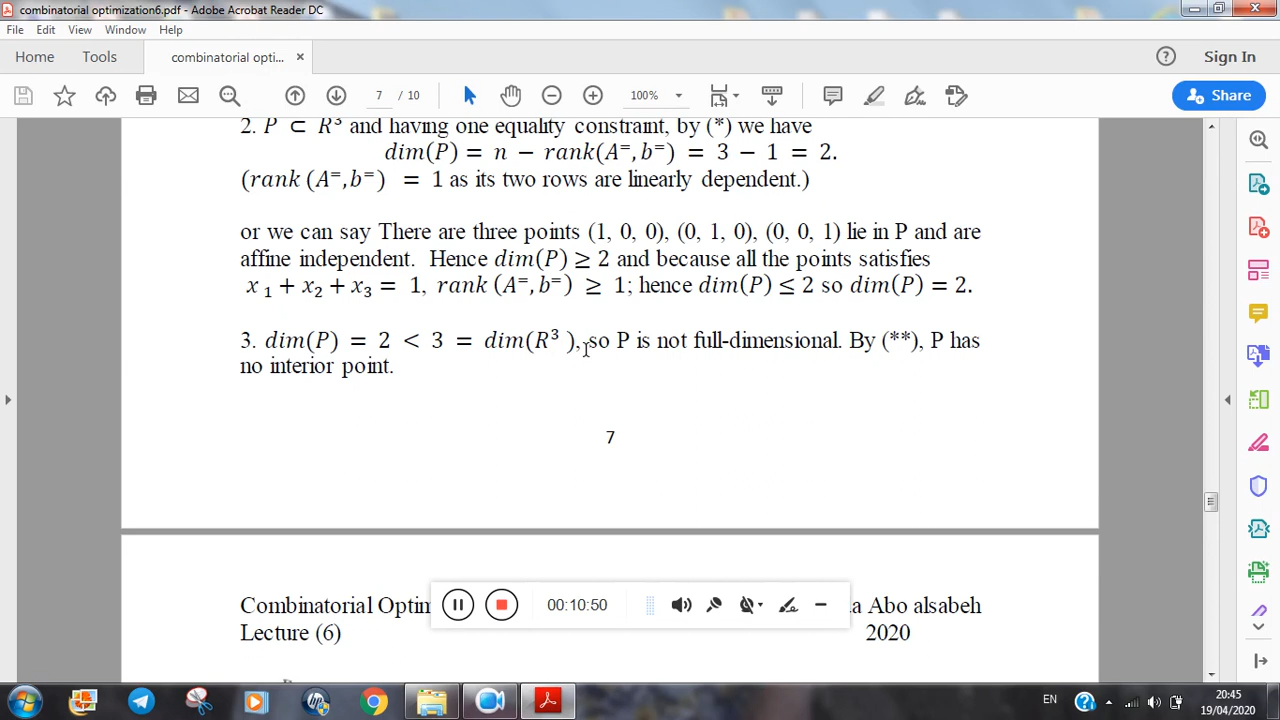 combinatorial optimization6.pdf - Adobe Acrobat Reader DC
File Edit View Window Help
Home Tools combinatorial opti... × Sign In
7 / 10 100% Share
2. P ⊂ R³ and having one equality constraint, by (*) we have
dim(P) = n − rank(A⁼, b⁼) = 3 − 1 = 2.
(rank (A⁼, b⁼) = 1 as its two rows are linearly dependent.)
or we can say There are three points (1, 0, 0), (0, 1, 0), (0, 0, 1) lie in P and are
affine independent. Hence dim(P) ≥ 2 and because all the points satisfies
x₁ + x₂ + x₃ = 1, rank (A⁼, b⁼) ≥ 1; hence dim(P) ≤ 2 so dim(P) = 2.
3. dim(P) = 2 < 3 = dim(R³ ), so P is not full-dimensional. By (**), P has
no interior point.
7
Combinatorial Optim
a Abo alsabeh
Lecture (6) 2020
00:10:50
EN 20:45
19/04/2020